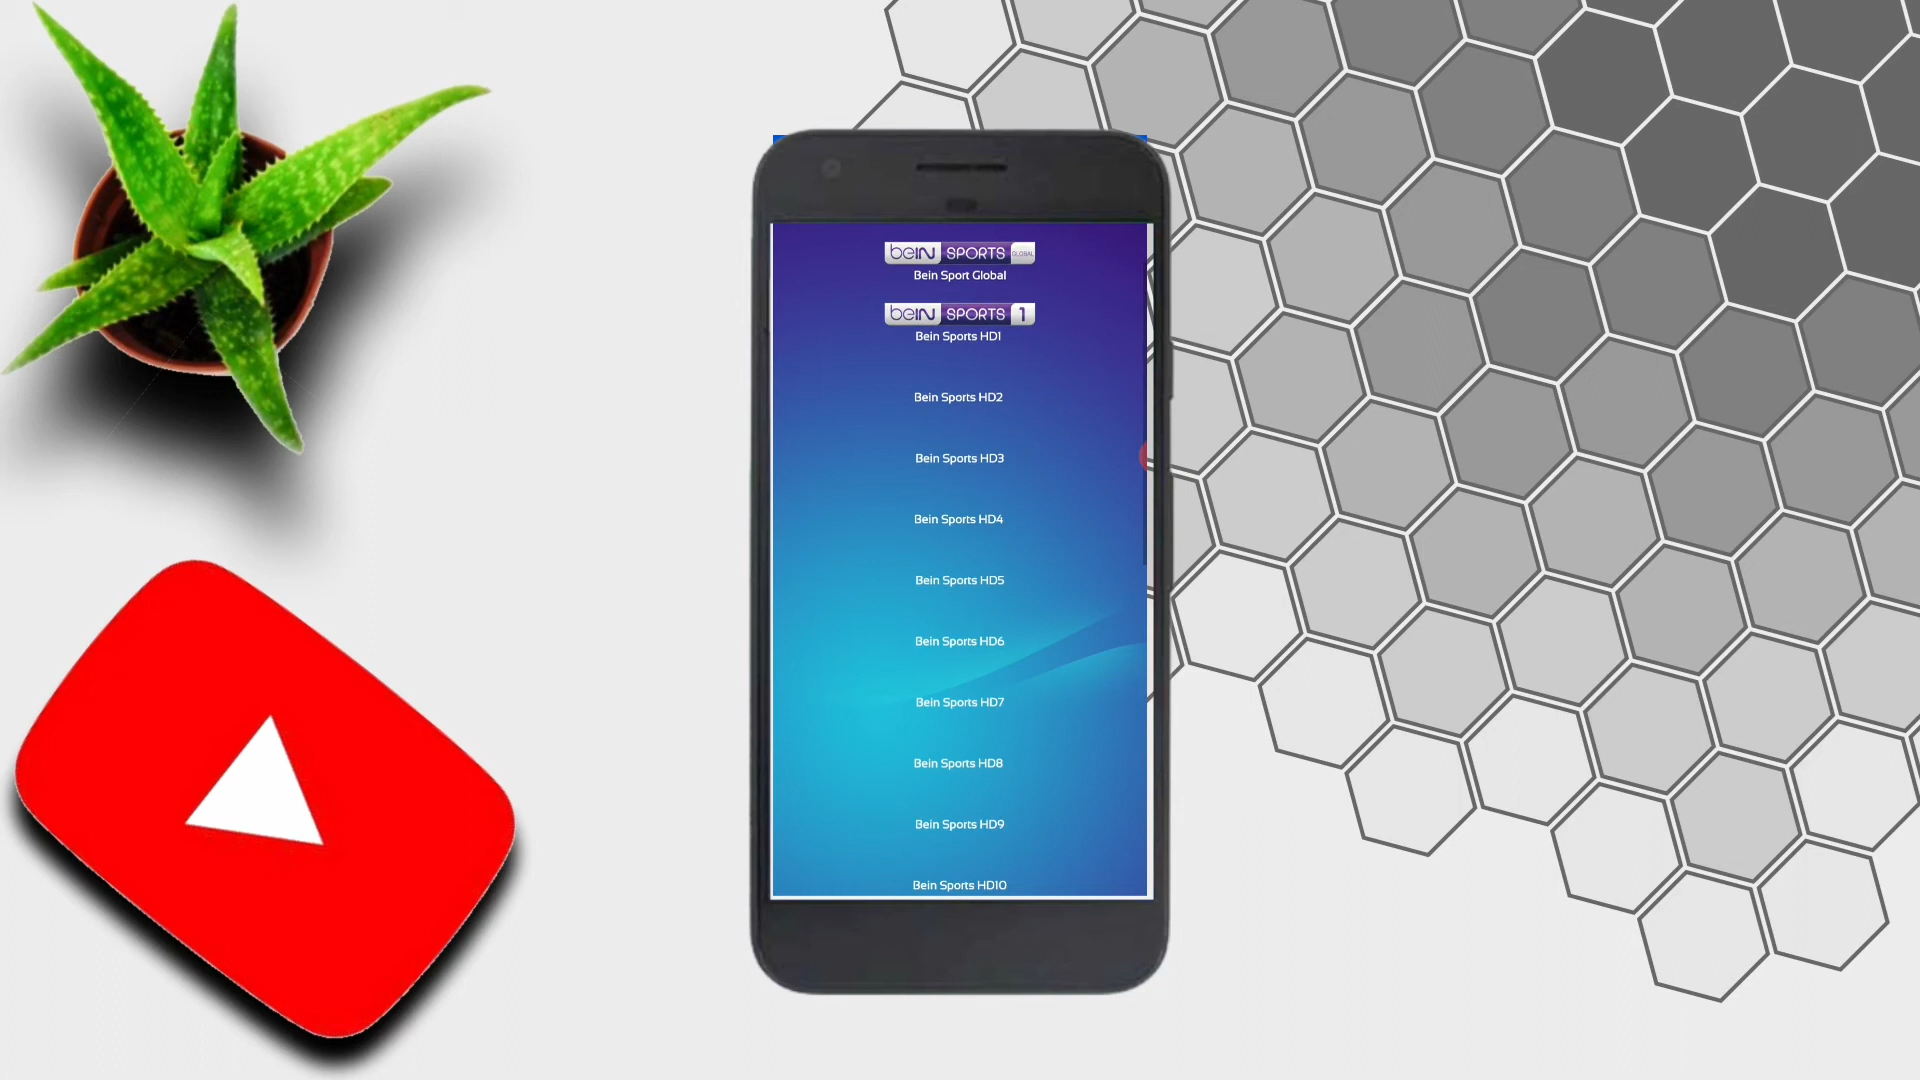 beIN SPORTS GLOBAL
Bein Sport Global
beIN SPORTS 1
Bein Sports HD1
Bein Sports HD2
Bein Sports HD3
Bein Sports HD4
Bein Sports HD5
Bein Sports HD6
Bein Sports HD7
Bein Sports HD8
Bein Sports HD9
Bein Sports HD10